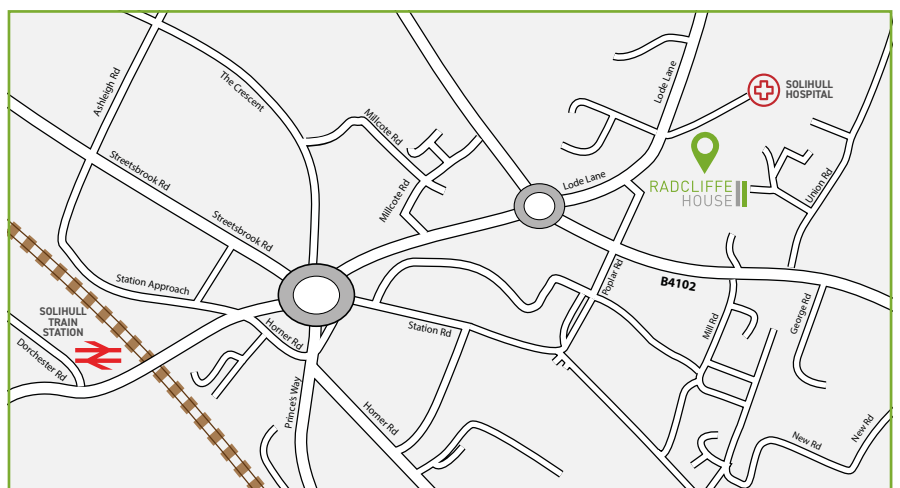 Ashleigh Rd
The Crescent
Lode Lane
SOLIHULL
HOSPITAL
Millcote Rd
Streetsbrook Rd
Lode Lane
RADCLIFFE
HOUSE
Union Rd
Millcote Rd
Streetsbrook Rd
Station Approach
Poplar Rd
B4102
SOLIHULL
TRAIN
STATION
Dorchester Rd
Horner Rd
Station Rd
Mill Rd
George Rd
Prince's Way
Homer Rd
New Rd
New Rd